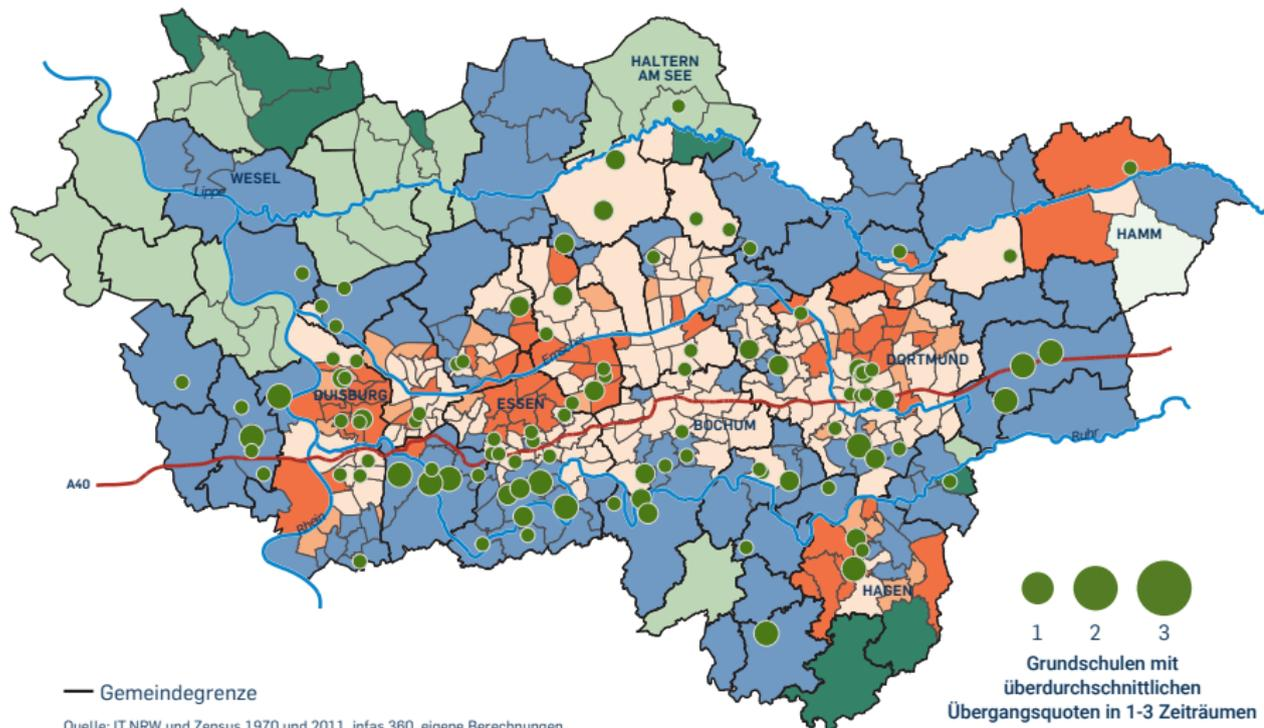 HALTERN
AM SEE
WESEL
Lippe
HAMM
Emscher
DORTMUND
DUISBURG
ESSEN
BOCHUM
Ruhr
A40
Rhein
HAGEN
1 2 3
Grundschulen mit
überdurchschnittlichen
Übergangsquoten in 1-3 Zeiträumen
Gemeindegrenze
Quelle: IT.NRW und Zensus 1970 und 2011, infas 360, eigene Berechnungen